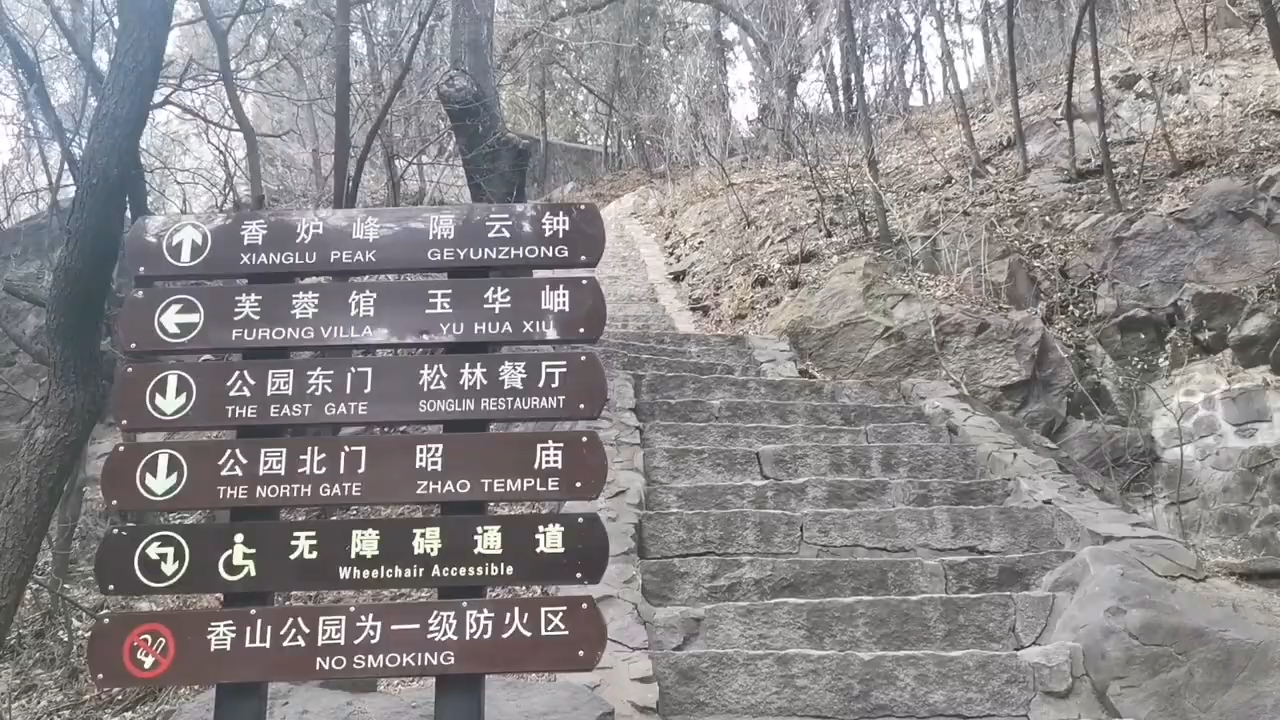 香炉峰 隔云钟
XIANGLU PEAK GEYUNZHONG
芙蓉馆 玉华岫
FURONG VILLA YU HUA XIU
公园东门 松林餐厅
THE EAST GATE SONGLIN RESTAURANT
公园北门 昭庙
THE NORTH GATE ZHAO TEMPLE
无障碍通道
Wheelchair Accessible
香山公园为一级防火区
NO SMOKING